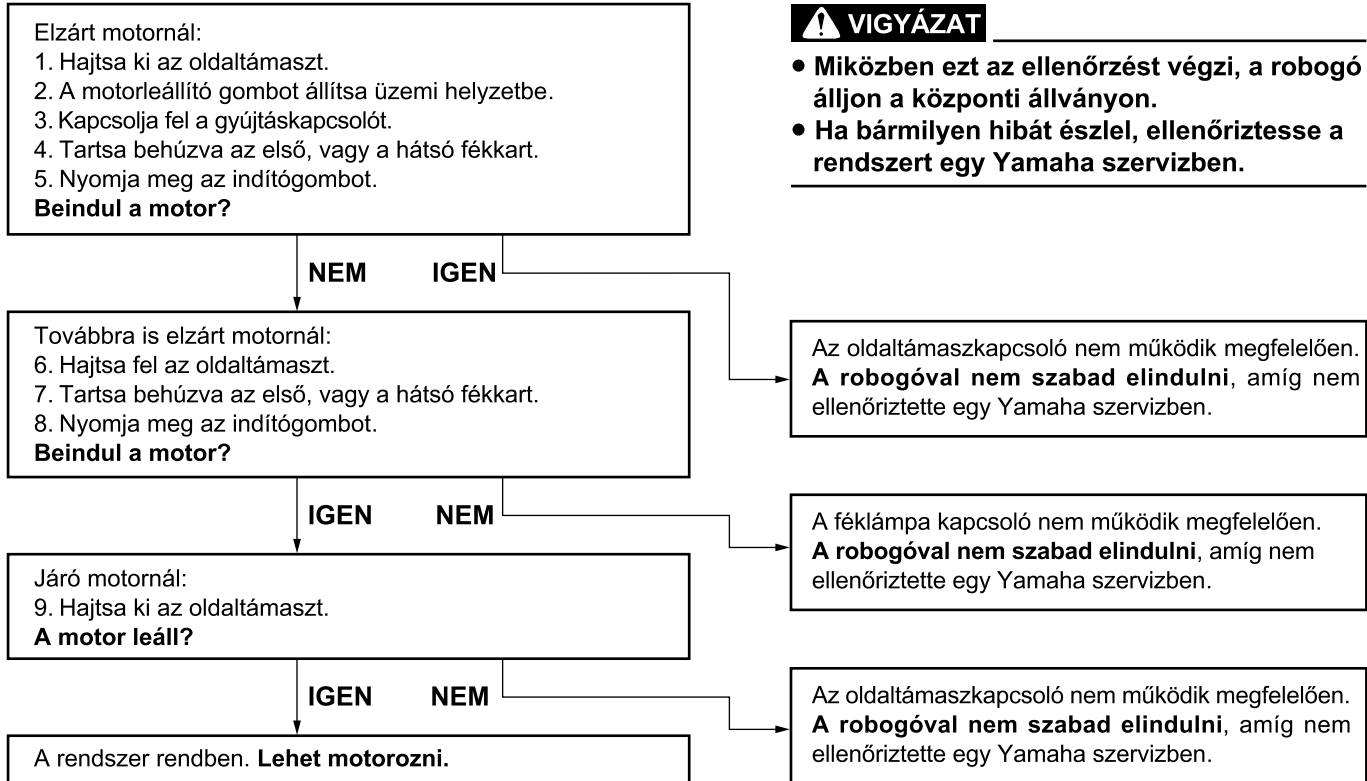 Elzárt motornál:
1. Hajtsa ki az oldaltámaszt.
2. A motorleállító gombot állítsa üzemi helyzetbe.
3. Kapcsolja fel a gyújtáskapcsolót.
4. Tartsa behúzva az első, vagy a hátsó fékkart.
5. Nyomja meg az indítógombot.
Beindul a motor?
VIGYÁZAT
● Miközben ezt az ellenőrzést végzi, a robogó
álljon a központi állványon.
● Ha bármilyen hibát észlel, ellenőriztesse a
rendszert egy Yamaha szervizben.
NEM IGEN
Továbbra is elzárt motornál:
6. Hajtsa fel az oldaltámaszt.
7. Tartsa behúzva az első, vagy a hátsó fékkart.
8. Nyomja meg az indítógombot.
Beindul a motor?
Az oldaltámaszkapcsoló nem működik megfelelően.
A robogóval nem szabad elindulni, amíg nem
ellenőriztette egy Yamaha szervizben.
IGEN NEM
A féklámpa kapcsoló nem működik megfelelően.
A robogóval nem szabad elindulni, amíg nem
ellenőriztette egy Yamaha szervizben.
Járó motornál:
9. Hajtsa ki az oldaltámaszt.
A motor leáll?
IGEN NEM
Az oldaltámaszkapcsoló nem működik megfelelően.
A robogóval nem szabad elindulni, amíg nem
ellenőriztette egy Yamaha szervizben.
A rendszer rendben. Lehet motorozni.